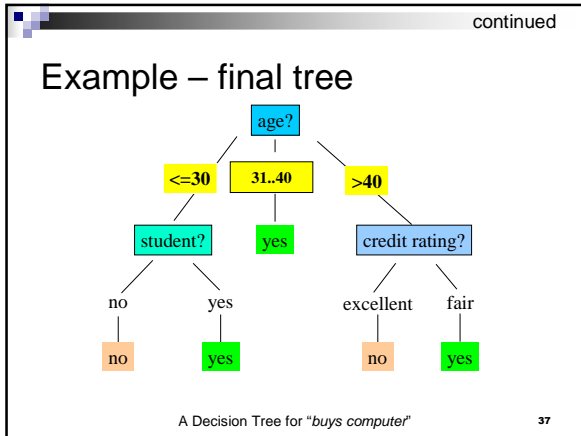 continued
Example – final tree
age?
<=30 31..40 >40
student? yes credit rating?
no yes excellent fair
no yes no yes
A Decision Tree for “buys computer” 37